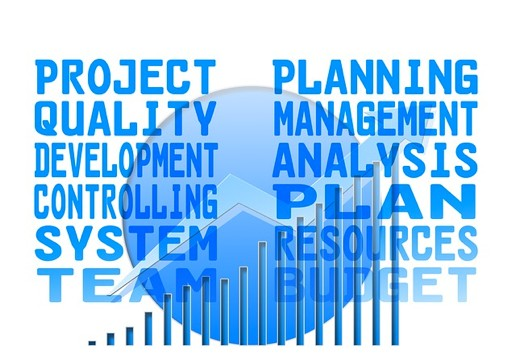 PROJECT
QUALITY
DEVELOPMENT
CONTROLLING
SYSTEM
TEAM
PLANNING
MANAGEMENT
ANALYSIS
PLAN
RESOURCES
BUDGET